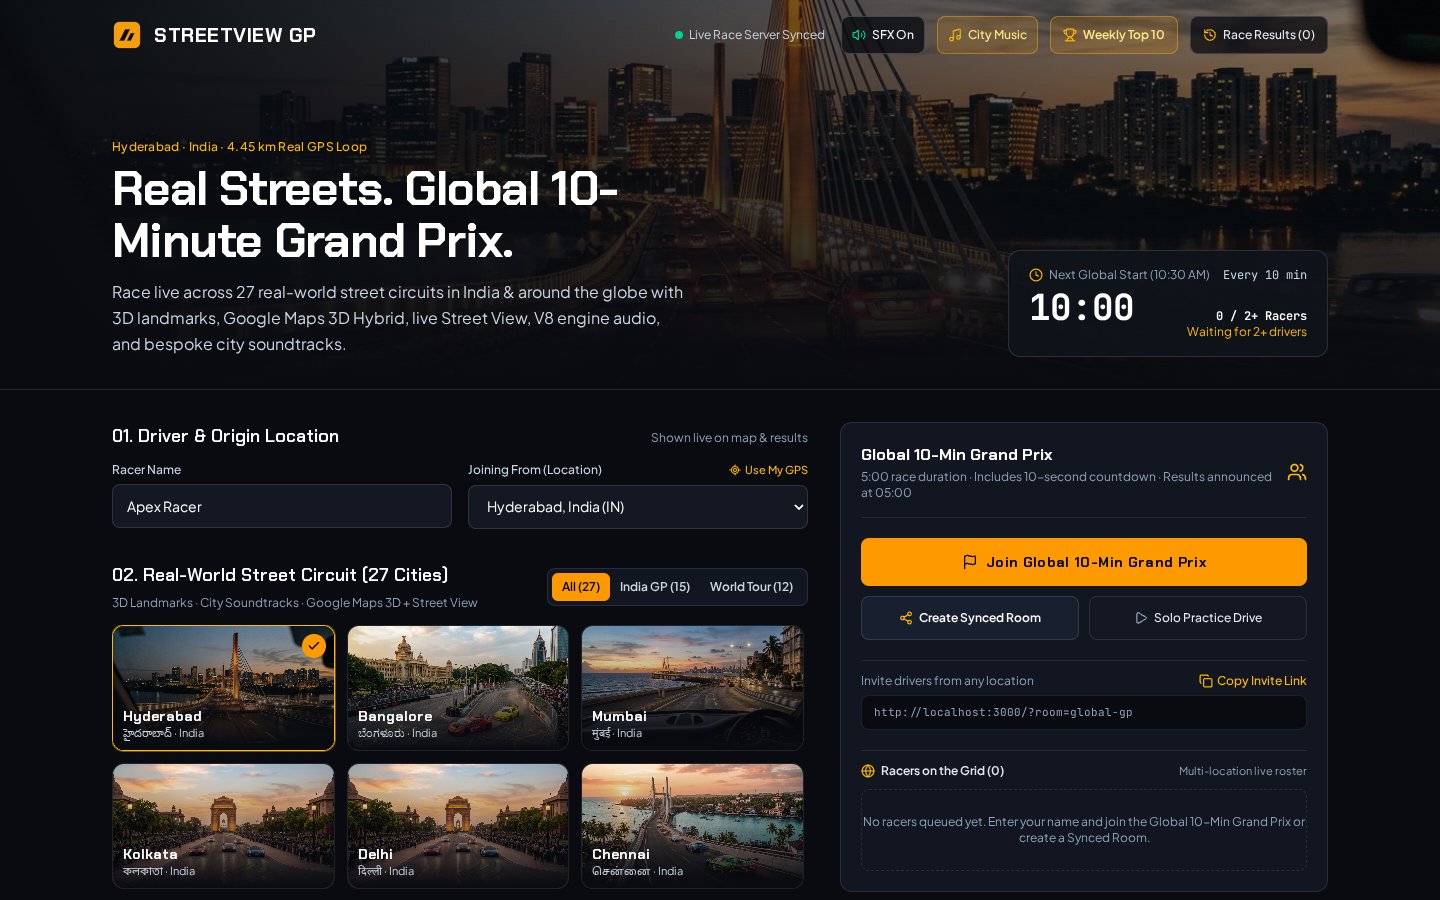 STREETVIEW GP
Live Race Server Synced
SFX On
City Music
Weekly Top 10
Race Results (0)
Hyderabad · India · 4.45 km Real GPS Loop
Real Streets. Global 10-
Minute Grand Prix.
Race live across 27 real-world street circuits in India & around the globe with
3D landmarks, Google Maps 3D Hybrid, live Street View, V8 engine audio,
and bespoke city soundtracks.
Next Global Start (10:30 AM)
Every 10 min
10:00
0 / 2+ Racers
Waiting for 2+ drivers
01. Driver & Origin Location
Shown live on map & results
Racer Name
Joining From (Location)
Use My GPS
Apex Racer
Hyderabad, India (IN)
02. Real-World Street Circuit (27 Cities)
3D Landmarks · City Soundtracks · Google Maps 3D + Street View
All (27)
India GP (15)
World Tour (12)
Hyderabad
హైదరాబాద్ · India
Bangalore
ಬೆಂಗಳೂರು · India
Mumbai
मुंबई · India
Kolkata
কলকাতা · India
Delhi
दिल्ली · India
Chennai
சென்னை · India
Global 10-Min Grand Prix
5:00 race duration · Includes 10-second countdown · Results announced
at 05:00
Join Global 10-Min Grand Prix
Create Synced Room
Solo Practice Drive
Invite drivers from any location
Copy Invite Link
http://localhost:3000/?room=global-gp
Racers on the Grid (0)
Multi-location live roster
No racers queued yet. Enter your name and join the Global 10-Min Grand Prix or
create a Synced Room.